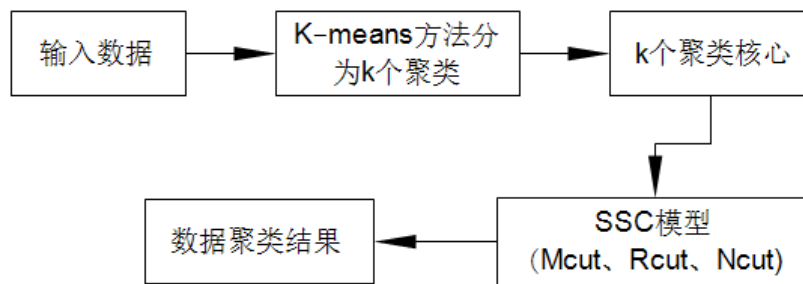 输入数据
K-means方法分
为k个聚类
k个聚类核心
SSC模型
（Mcut、Rcut、Ncut)
数据聚类结果